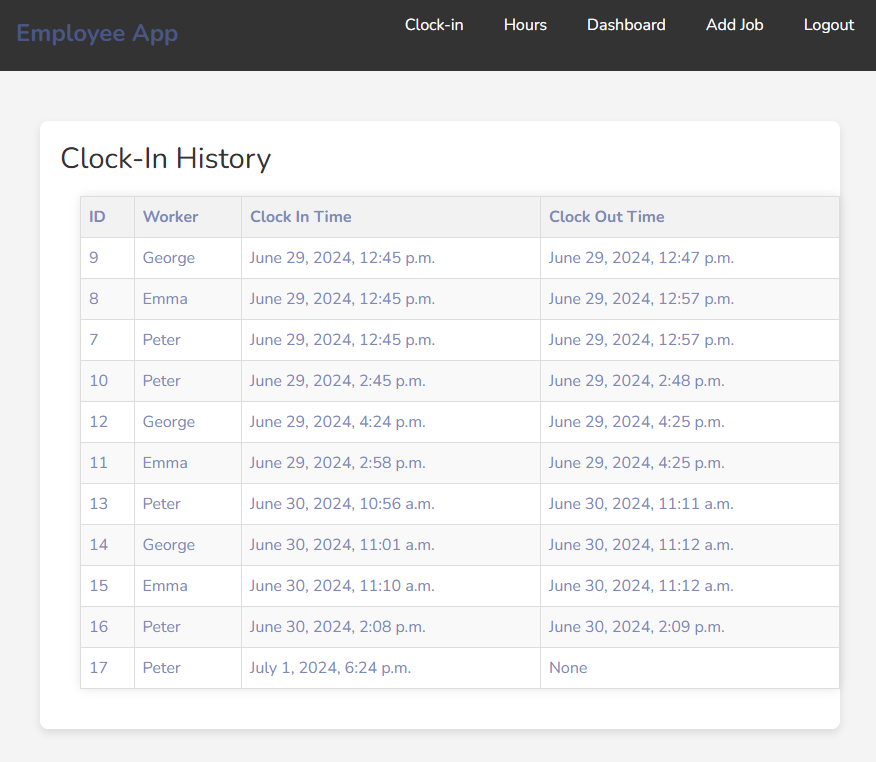 Employee App
Clock-in Hours Dashboard Add Job Logout
Clock-In History
ID Worker Clock In Time Clock Out Time
9 George June 29, 2024, 12:45 p.m. June 29, 2024, 12:47 p.m.
8 Emma June 29, 2024, 12:45 p.m. June 29, 2024, 12:57 p.m.
7 Peter June 29, 2024, 12:45 p.m. June 29, 2024, 12:57 p.m.
10 Peter June 29, 2024, 2:45 p.m. June 29, 2024, 2:48 p.m.
12 George June 29, 2024, 4:24 p.m. June 29, 2024, 4:25 p.m.
11 Emma June 29, 2024, 2:58 p.m. June 29, 2024, 4:25 p.m.
13 Peter June 30, 2024, 10:56 a.m. June 30, 2024, 11:11 a.m.
14 George June 30, 2024, 11:01 a.m. June 30, 2024, 11:12 a.m.
15 Emma June 30, 2024, 11:10 a.m. June 30, 2024, 11:12 a.m.
16 Peter June 30, 2024, 2:08 p.m. June 30, 2024, 2:09 p.m.
17 Peter July 1, 2024, 6:24 p.m. None